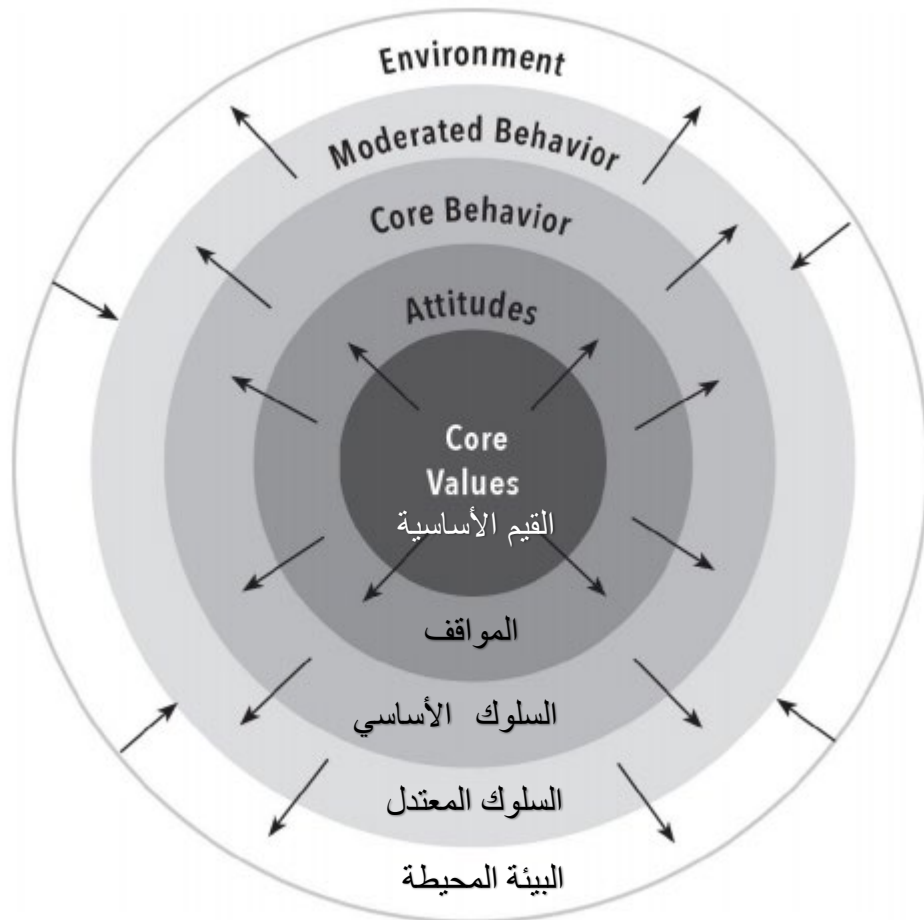 Environment
Moderated Behavior
Core Behavior
Attitudes
Core
Values
القيم الأساسية
المواقف
السلوك الأساسي
السلوك المعتدل
البيئة المحيطة